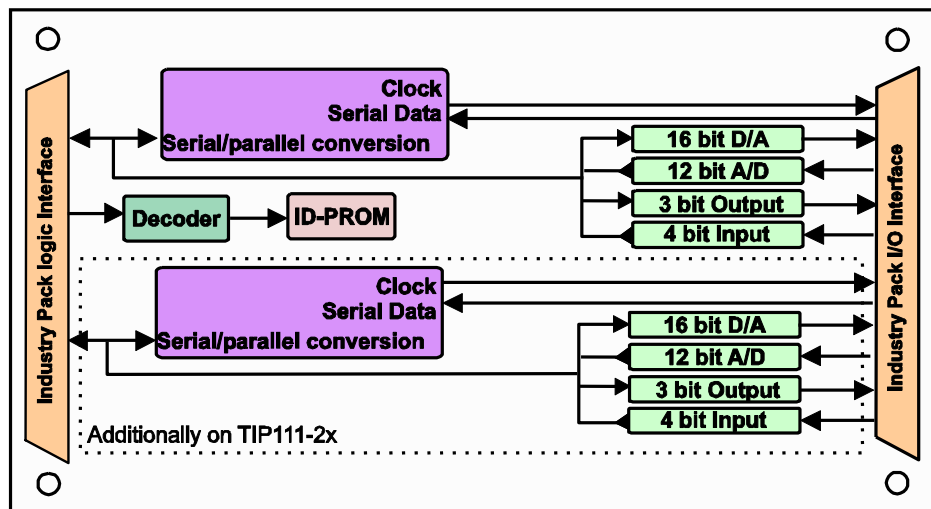 Industry Pack logic Interface
Clock
Serial Data
Serial/parallel conversion
16 bit D/A
12 bit A/D
3 bit Output
4 bit Input
Decoder
ID-PROM
Clock
Serial Data
Serial/parallel conversion
16 bit D/A
12 bit A/D
3 bit Output
4 bit Input
Additionally on TIP111-2x
Industry Pack I/O Interface